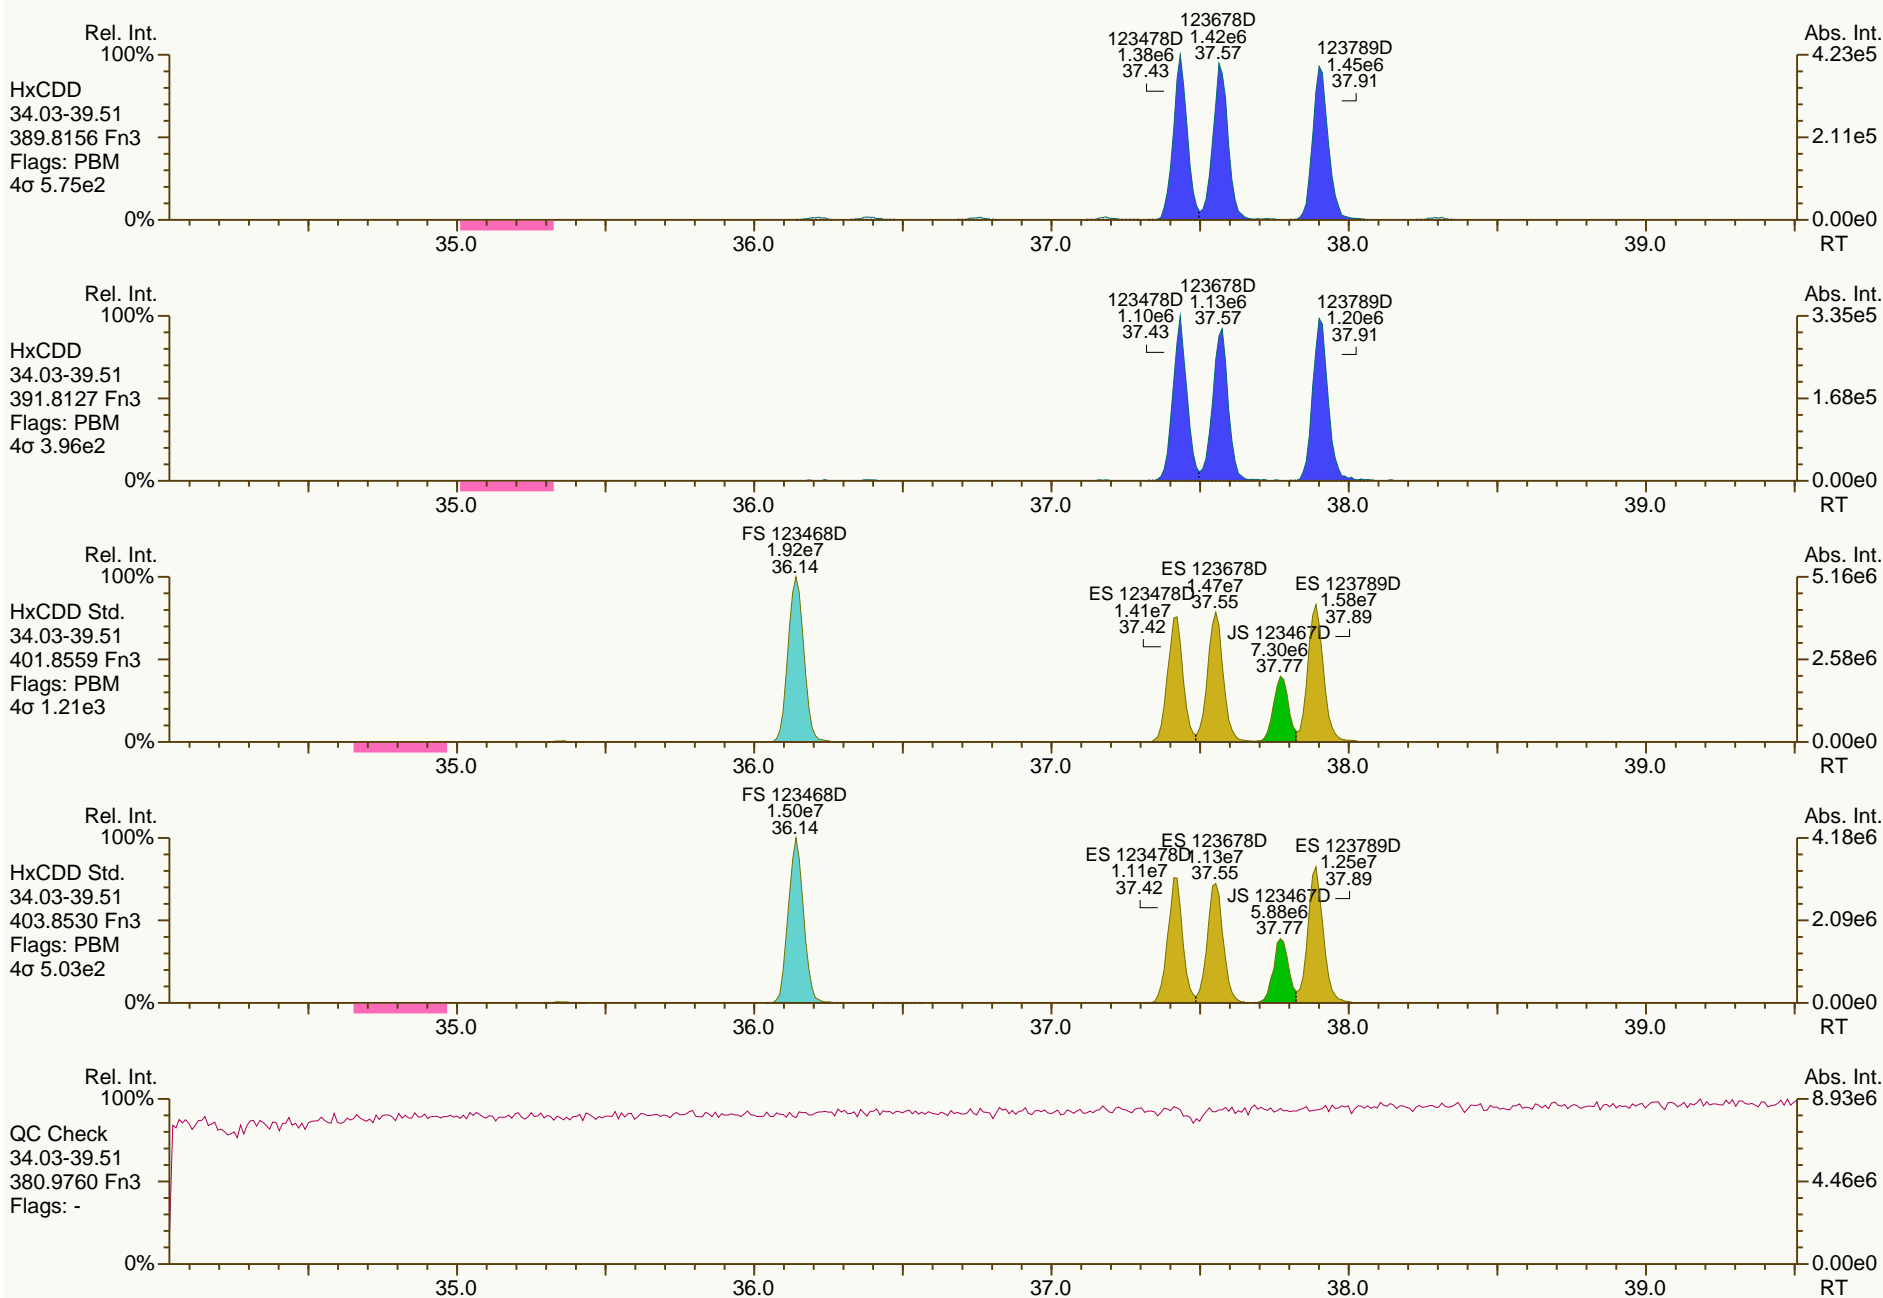 Rel. Int.
Abs. Int.
100%
0%
HxCDD
34.03-39.51
389.8156 Fn3
Flags: PBM
4σ 5.75e2
123478D
1.38e6
37.43
123678D
1.42e6
37.57
123789D
1.45e6
37.91
4.23e5
2.11e5
0.00e0
35.0 36.0 37.0 38.0 39.0 RT
Rel. Int.
Abs. Int.
100%
0%
HxCDD
34.03-39.51
391.8127 Fn3
Flags: PBM
4σ 3.96e2
123478D
1.10e6
37.43
123678D
1.13e6
37.57
123789D
1.20e6
37.91
3.35e5
1.68e5
0.00e0
35.0 36.0 37.0 38.0 39.0 RT
Rel. Int.
Abs. Int.
100%
0%
HxCDD Std.
34.03-39.51
401.8559 Fn3
Flags: PBM
4σ 1.21e3
FS 123468D
1.92e7
36.14
ES 123478D
1.41e7
37.42
ES 123678D
1.47e7
37.55
JS 123467D
7.30e6
37.77
ES 123789D
1.58e7
37.89
5.16e6
2.58e6
0.00e0
35.0 36.0 37.0 38.0 39.0 RT
Rel. Int.
Abs. Int.
100%
0%
HxCDD Std.
34.03-39.51
403.8530 Fn3
Flags: PBM
4σ 5.03e2
FS 123468D
1.50e7
36.14
ES 123478D
1.11e7
37.42
ES 123678D
1.13e7
37.55
JS 123467D
5.88e6
37.77
ES 123789D
1.25e7
37.89
4.18e6
2.09e6
0.00e0
35.0 36.0 37.0 38.0 39.0 RT
Rel. Int.
Abs. Int.
100%
0%
QC Check
34.03-39.51
380.9760 Fn3
Flags: -
8.93e6
4.46e6
0.00e0
35.0 36.0 37.0 38.0 39.0 RT